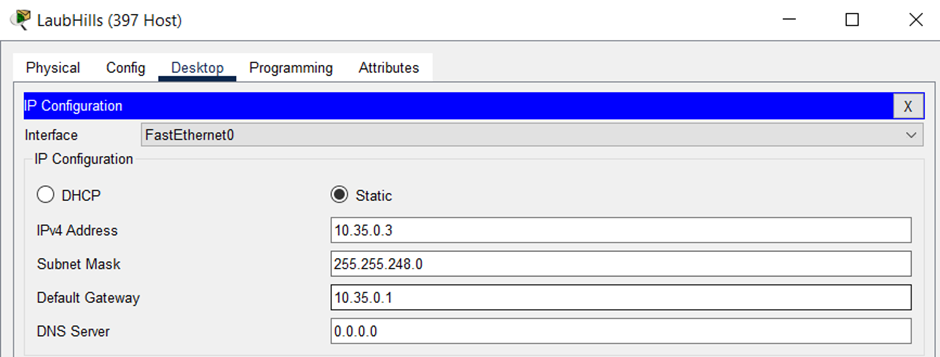 LaubHills (397 Host)
Physical Config Desktop Programming Attributes
IP Configuration X
Interface FastEthernet0
IP Configuration
DHCP Static
IPv4 Address 10.35.0.3
Subnet Mask 255.255.248.0
Default Gateway 10.35.0.1
DNS Server 0.0.0.0